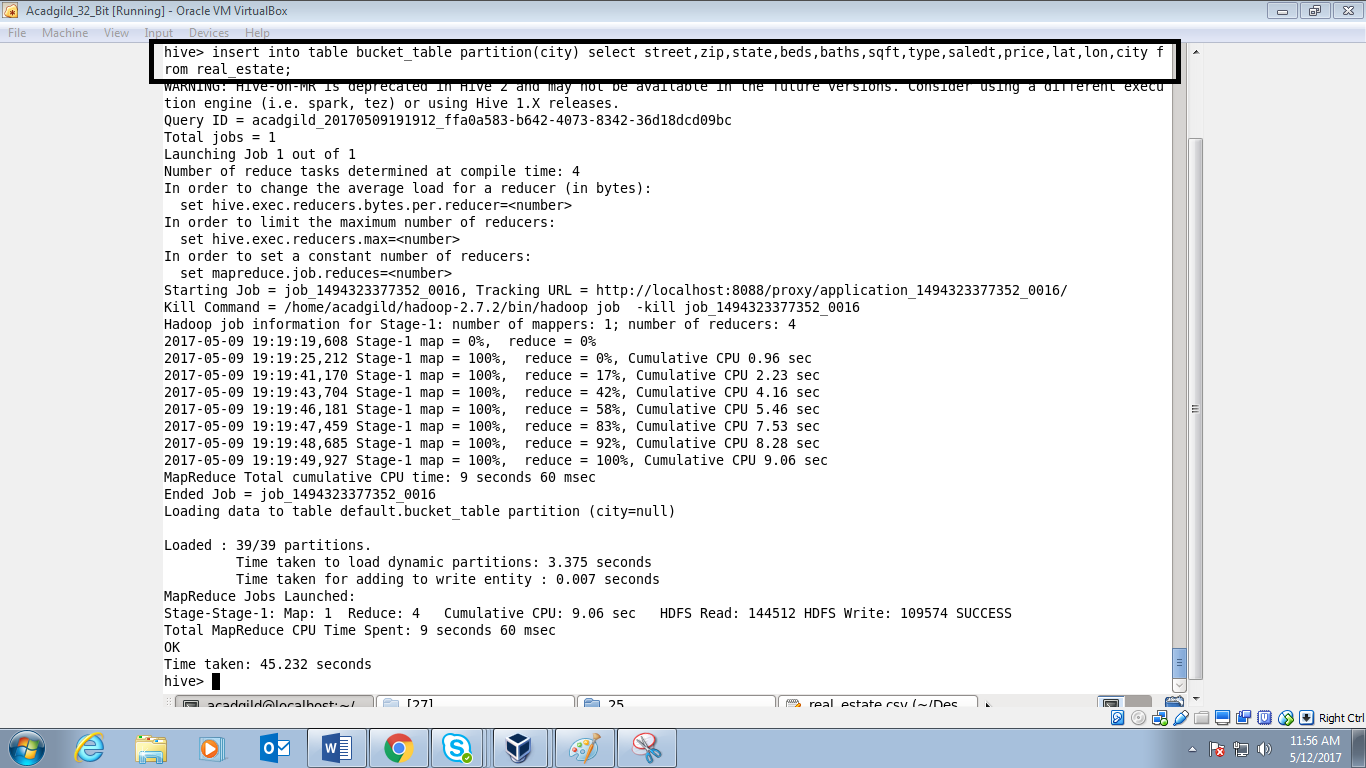 Acadgild_32_Bit [Running] - Oracle VM VirtualBox
File Machine View Input Devices Help
hive> insert into table bucket_table partition(city) select street,zip,state,beds,baths,sqft,type,saledt,price,lat,lon,city f
rom real_estate;
WARNING: Hive-on-MR is deprecated in Hive 2 and may not be available in the future versions. Consider using a different execu
tion engine (i.e. spark, tez) or using Hive 1.X releases.
Query ID = acadgild_20170509191912_ffa0a583-b642-4073-8342-36d18dcd09bc
Total jobs = 1
Launching Job 1 out of 1
Number of reduce tasks determined at compile time: 4
In order to change the average load for a reducer (in bytes):
  set hive.exec.reducers.bytes.per.reducer=<number>
In order to limit the maximum number of reducers:
  set hive.exec.reducers.max=<number>
In order to set a constant number of reducers:
  set mapreduce.job.reduces=<number>
Starting Job = job_1494323377352_0016, Tracking URL = http://localhost:8088/proxy/application_1494323377352_0016/
Kill Command = /home/acadgild/hadoop-2.7.2/bin/hadoop job  -kill job_1494323377352_0016
Hadoop job information for Stage-1: number of mappers: 1; number of reducers: 4
2017-05-09 19:19:19,608 Stage-1 map = 0%,  reduce = 0%
2017-05-09 19:19:25,212 Stage-1 map = 100%,  reduce = 0%, Cumulative CPU 0.96 sec
2017-05-09 19:19:41,170 Stage-1 map = 100%,  reduce = 17%, Cumulative CPU 2.23 sec
2017-05-09 19:19:43,704 Stage-1 map = 100%,  reduce = 42%, Cumulative CPU 4.16 sec
2017-05-09 19:19:46,181 Stage-1 map = 100%,  reduce = 58%, Cumulative CPU 5.46 sec
2017-05-09 19:19:47,459 Stage-1 map = 100%,  reduce = 83%, Cumulative CPU 7.53 sec
2017-05-09 19:19:48,685 Stage-1 map = 100%,  reduce = 92%, Cumulative CPU 8.28 sec
2017-05-09 19:19:49,927 Stage-1 map = 100%,  reduce = 100%, Cumulative CPU 9.06 sec
MapReduce Total cumulative CPU time: 9 seconds 60 msec
Ended Job = job_1494323377352_0016
Loading data to table default.bucket_table partition (city=null)
Loaded : 39/39 partitions.
         Time taken to load dynamic partitions: 3.375 seconds
         Time taken for adding to write entity : 0.007 seconds
MapReduce Jobs Launched:
Stage-Stage-1: Map: 1  Reduce: 4   Cumulative CPU: 9.06 sec   HDFS Read: 144512 HDFS Write: 109574 SUCCESS
Total MapReduce CPU Time Spent: 9 seconds 60 msec
OK
Time taken: 45.232 seconds
hive>
acadgild@localhost:~/ [27] 25 real_estate.csv (~/Des...
Right Ctrl
11:56 AM
5/12/2017